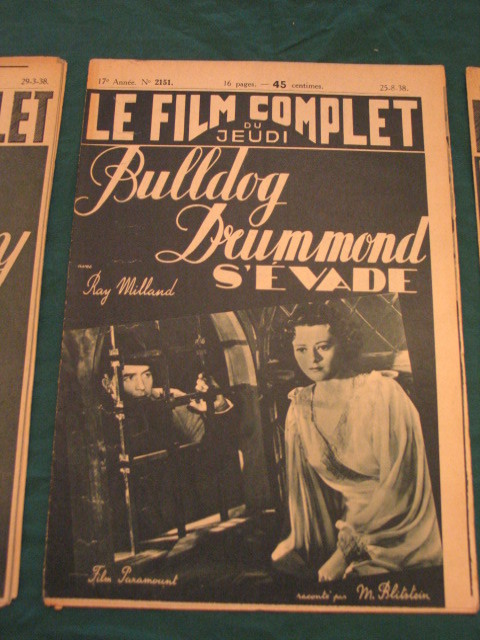 29-3-38.
LET
y
17e Année. N° 2151. 16 pages. — 45 centimes. 25-8-38.
LE FILM COMPLET
DU
JEUDI
Bulldog
Drummond
S'ÉVADE
avec
Ray Milland
Film Paramount
raconté par M. Blitstein